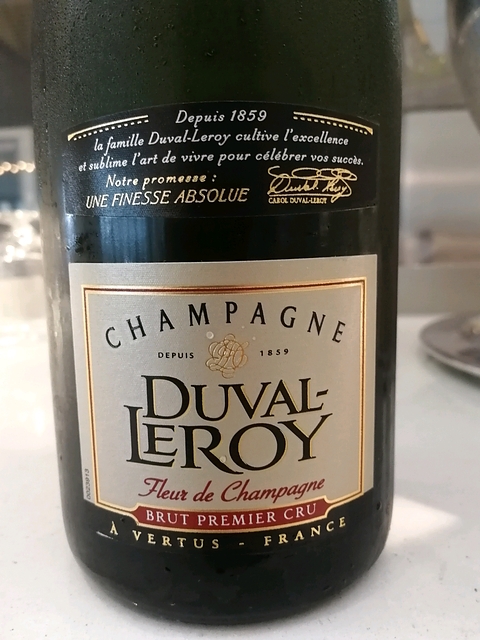 Depuis 1859
la famille Duval-Leroy cultive l'excellence
et sublime l'art de vivre pour célébrer vos succès.
Notre promesse :
UNE FINESSE ABSOLUE
CAROL DUVAL-LEROY
CHAMPAGNE
DEPUIS 1859
DUVAL-
LEROY
Fleur de Champagne
BRUT PREMIER CRU
À VERTUS - FRANCE